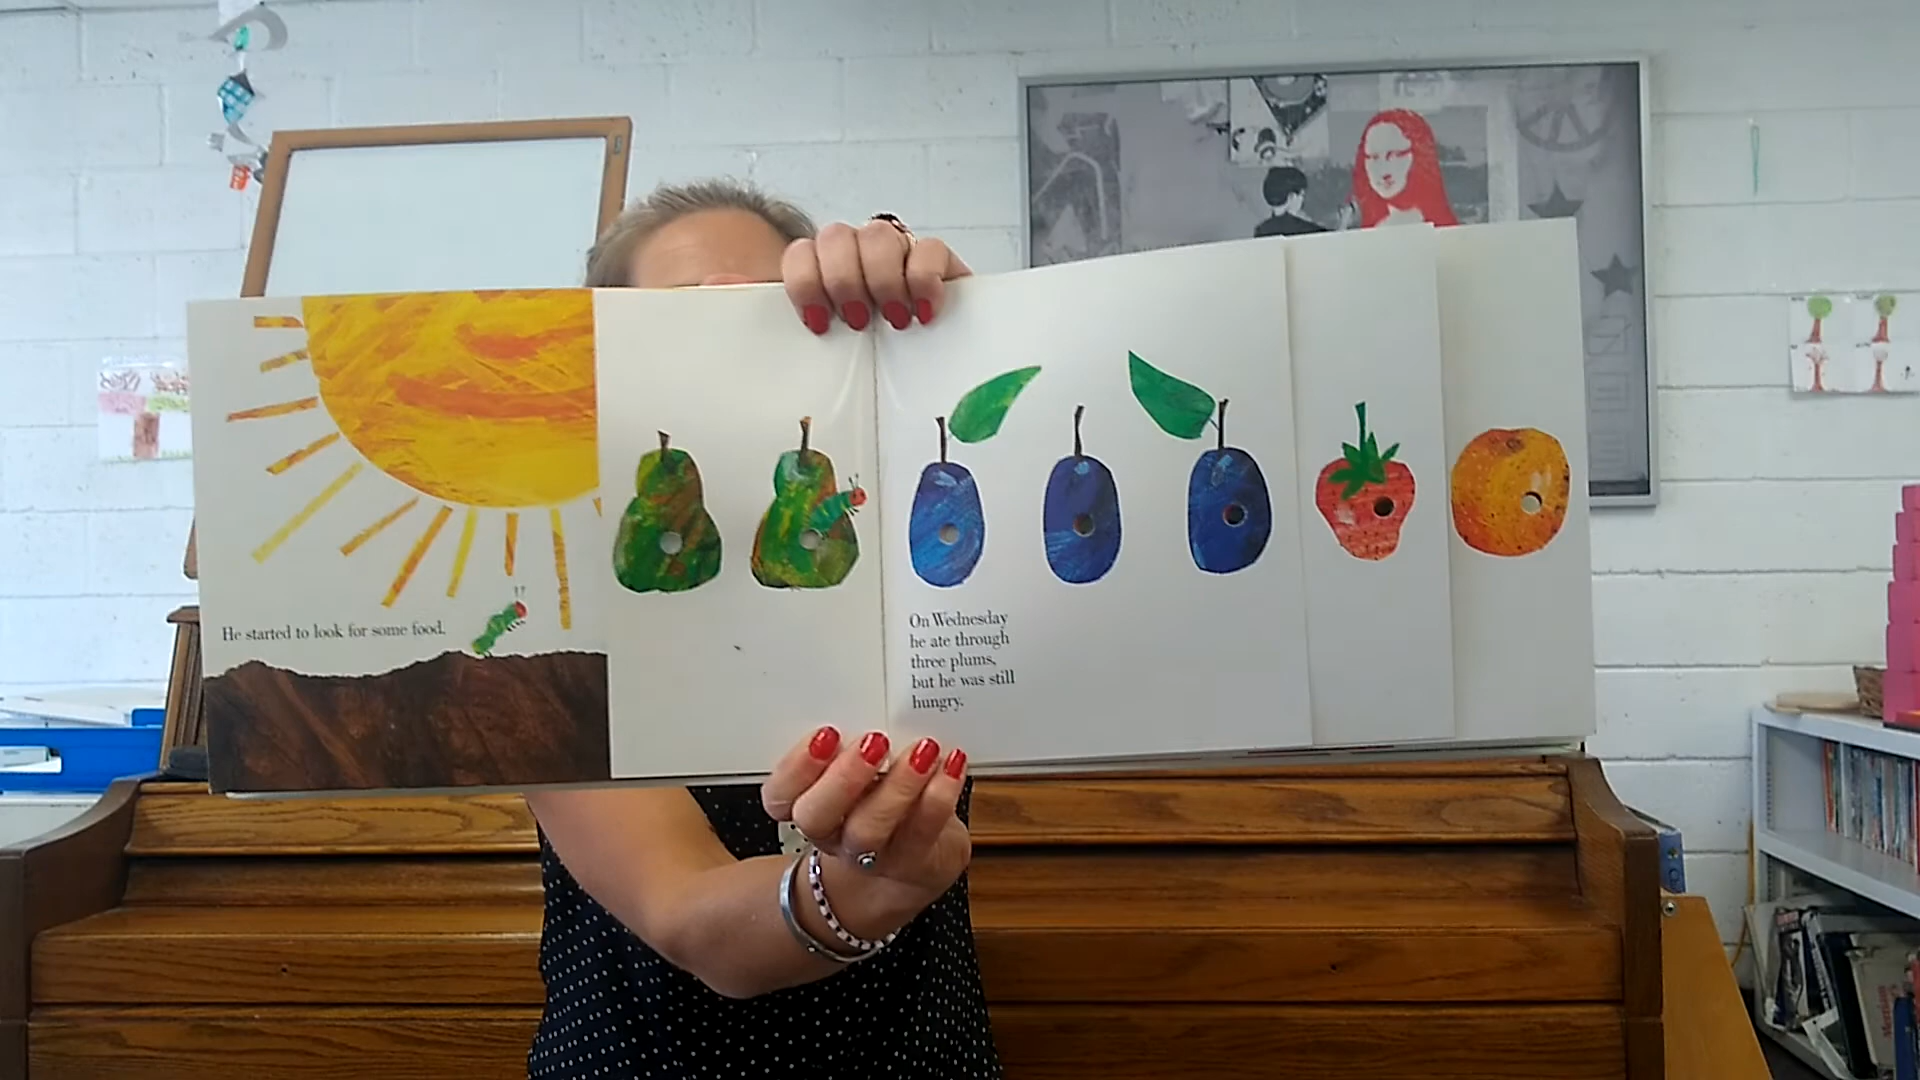 He started to look for some food.
On Wednesday
he ate through
three plums,
but he was still
hungry.